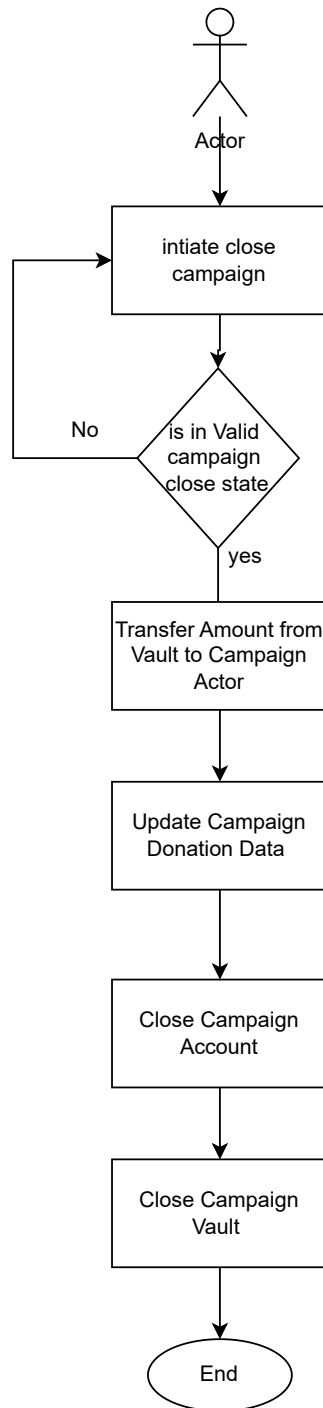 Actor
intiate close
campaign
No
is in Valid
campaign
close state
yes
Transfer Amount from
Vault to Campaign
Actor
Update Campaign
Donation Data
Close Campaign
Account
Close Campaign
Vault
End